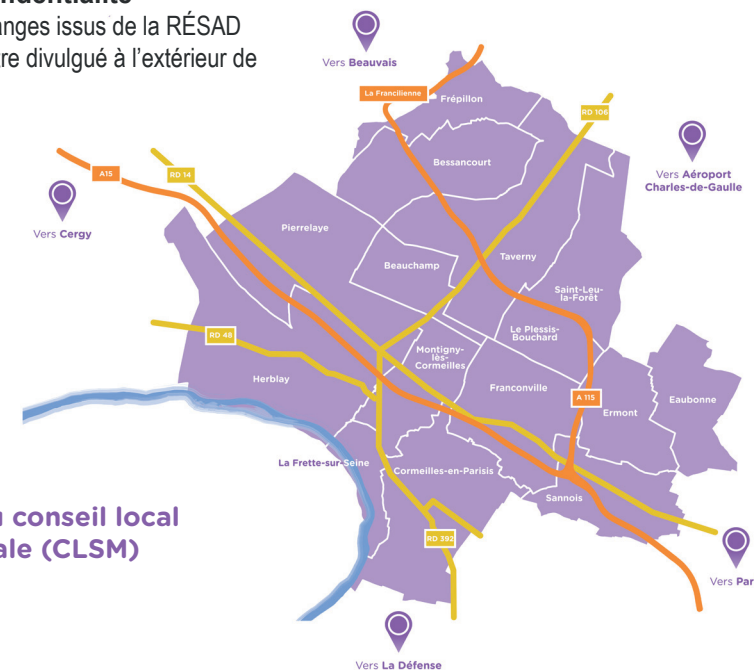 anges issus de la RÉSAD
tre divulgué à l'extérieur de
Vers Beauvais
La Francilienne
Frépillon
RD 106
Bessancourt
Vers Aéroport
Charles-de-Gaulle
A15
RD 14
Vers Cergy
Pierrelaye
Beauchamp
Taverny
Saint-Leu-
la-Forêt
RD 48
Le Plessis-
Bouchard
Montigny-
lès-
Cormeilles
Herblay
Franconville
A 115
Ermont
Eaubonne
La Frette-sur-Seine
Cormeilles-en-Parisis
Sannois
conseil local
ale (CLSM)
RD 392
Vers Par
Vers La Défense